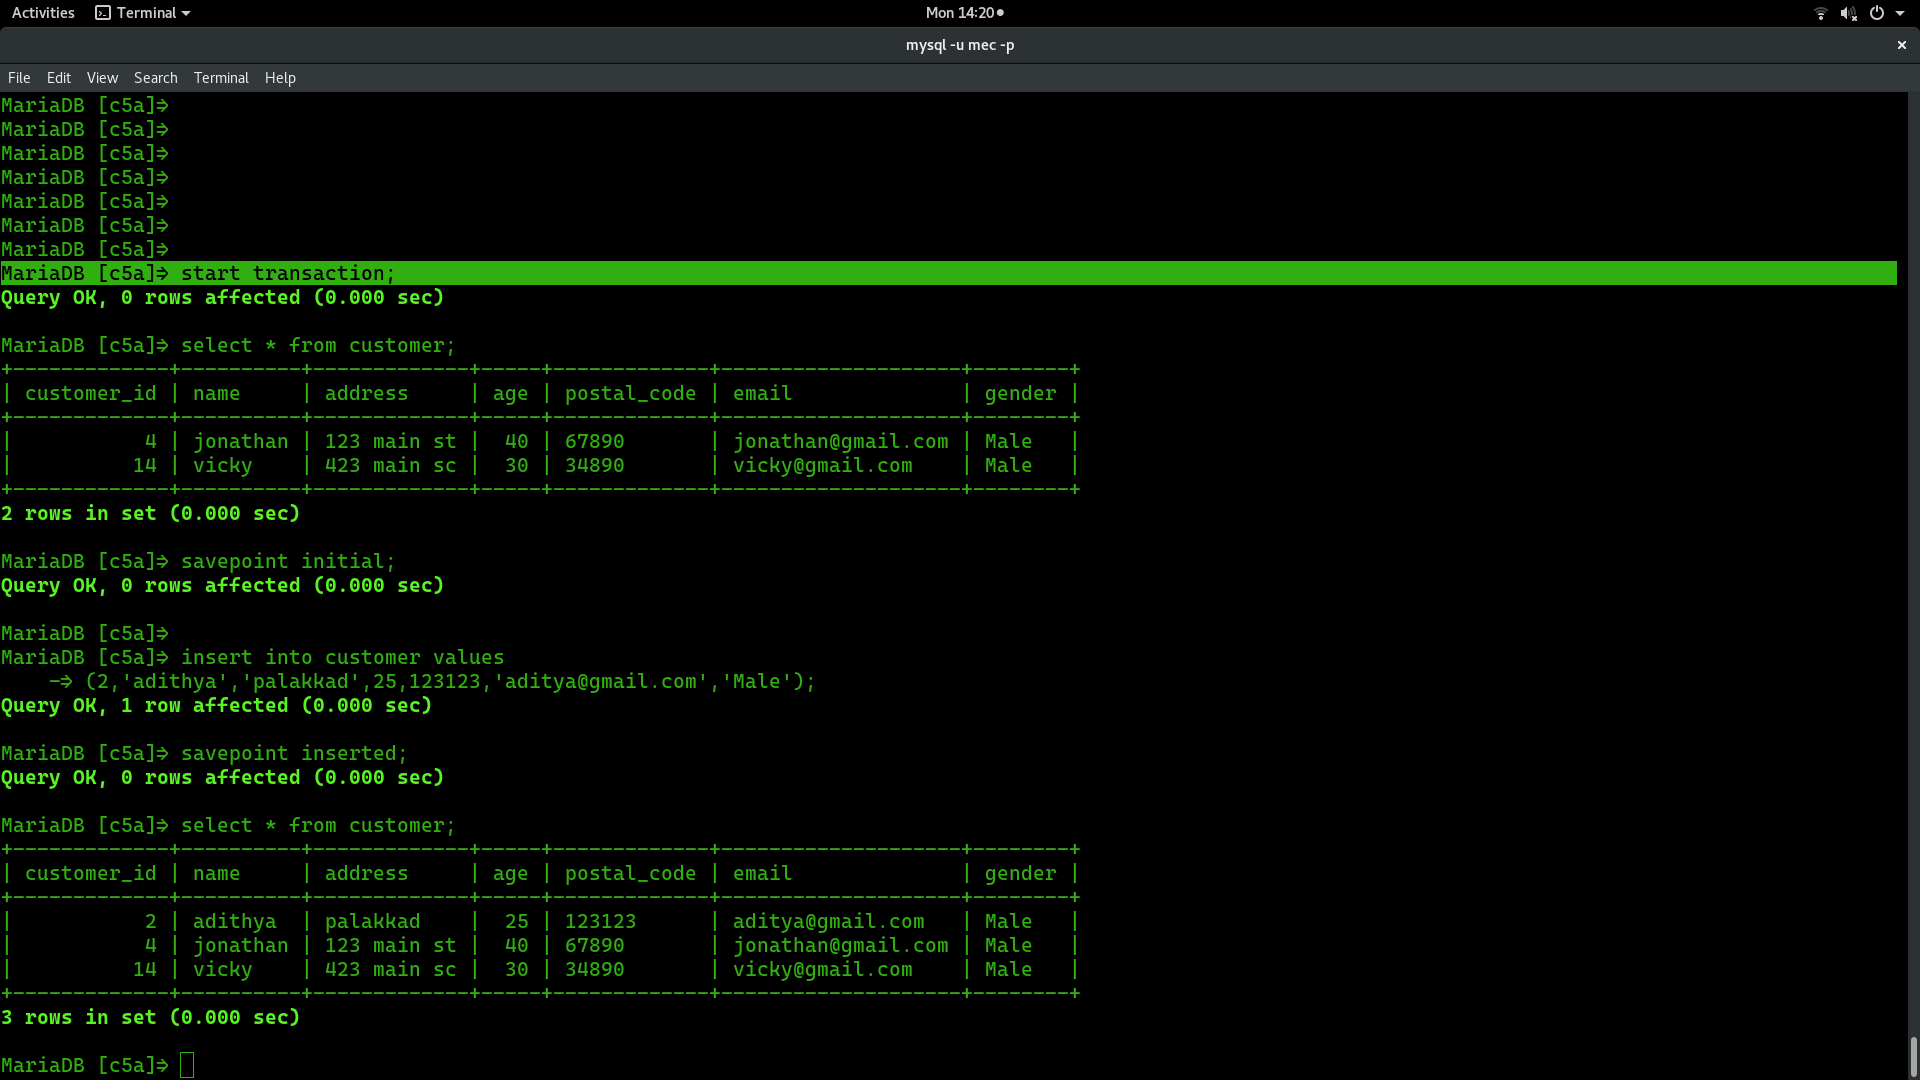 Activities Terminal Mon 14:20
mysql -u mec -p
File Edit View Search Terminal Help
MariaDB [c5a]>
MariaDB [c5a]>
MariaDB [c5a]>
MariaDB [c5a]>
MariaDB [c5a]>
MariaDB [c5a]>
MariaDB [c5a]>
MariaDB [c5a]> start transaction;
Query OK, 0 rows affected (0.000 sec)

MariaDB [c5a]> select * from customer;
+-------------+----------+-------------+-----+-------------+--------------------+--------+
| customer_id | name     | address     | age | postal_code | email              | gender |
+-------------+----------+-------------+-----+-------------+--------------------+--------+
|           4 | jonathan | 123 main st |  40 | 67890       | jonathan@gmail.com | Male   |
|          14 | vicky    | 423 main sc |  30 | 34890       | vicky@gmail.com    | Male   |
+-------------+----------+-------------+-----+-------------+--------------------+--------+
2 rows in set (0.000 sec)

MariaDB [c5a]> savepoint initial;
Query OK, 0 rows affected (0.000 sec)

MariaDB [c5a]>
MariaDB [c5a]> insert into customer values
    -> (2,'adithya','palakkad',25,123123,'aditya@gmail.com','Male');
Query OK, 1 row affected (0.000 sec)

MariaDB [c5a]> savepoint inserted;
Query OK, 0 rows affected (0.000 sec)

MariaDB [c5a]> select * from customer;
+-------------+----------+-------------+-----+-------------+--------------------+--------+
| customer_id | name     | address     | age | postal_code | email              | gender |
+-------------+----------+-------------+-----+-------------+--------------------+--------+
|           2 | adithya  | palakkad    |  25 | 123123      | aditya@gmail.com   | Male   |
|           4 | jonathan | 123 main st |  40 | 67890       | jonathan@gmail.com | Male   |
|          14 | vicky    | 423 main sc |  30 | 34890       | vicky@gmail.com    | Male   |
+-------------+----------+-------------+-----+-------------+--------------------+--------+
3 rows in set (0.000 sec)

MariaDB [c5a]>